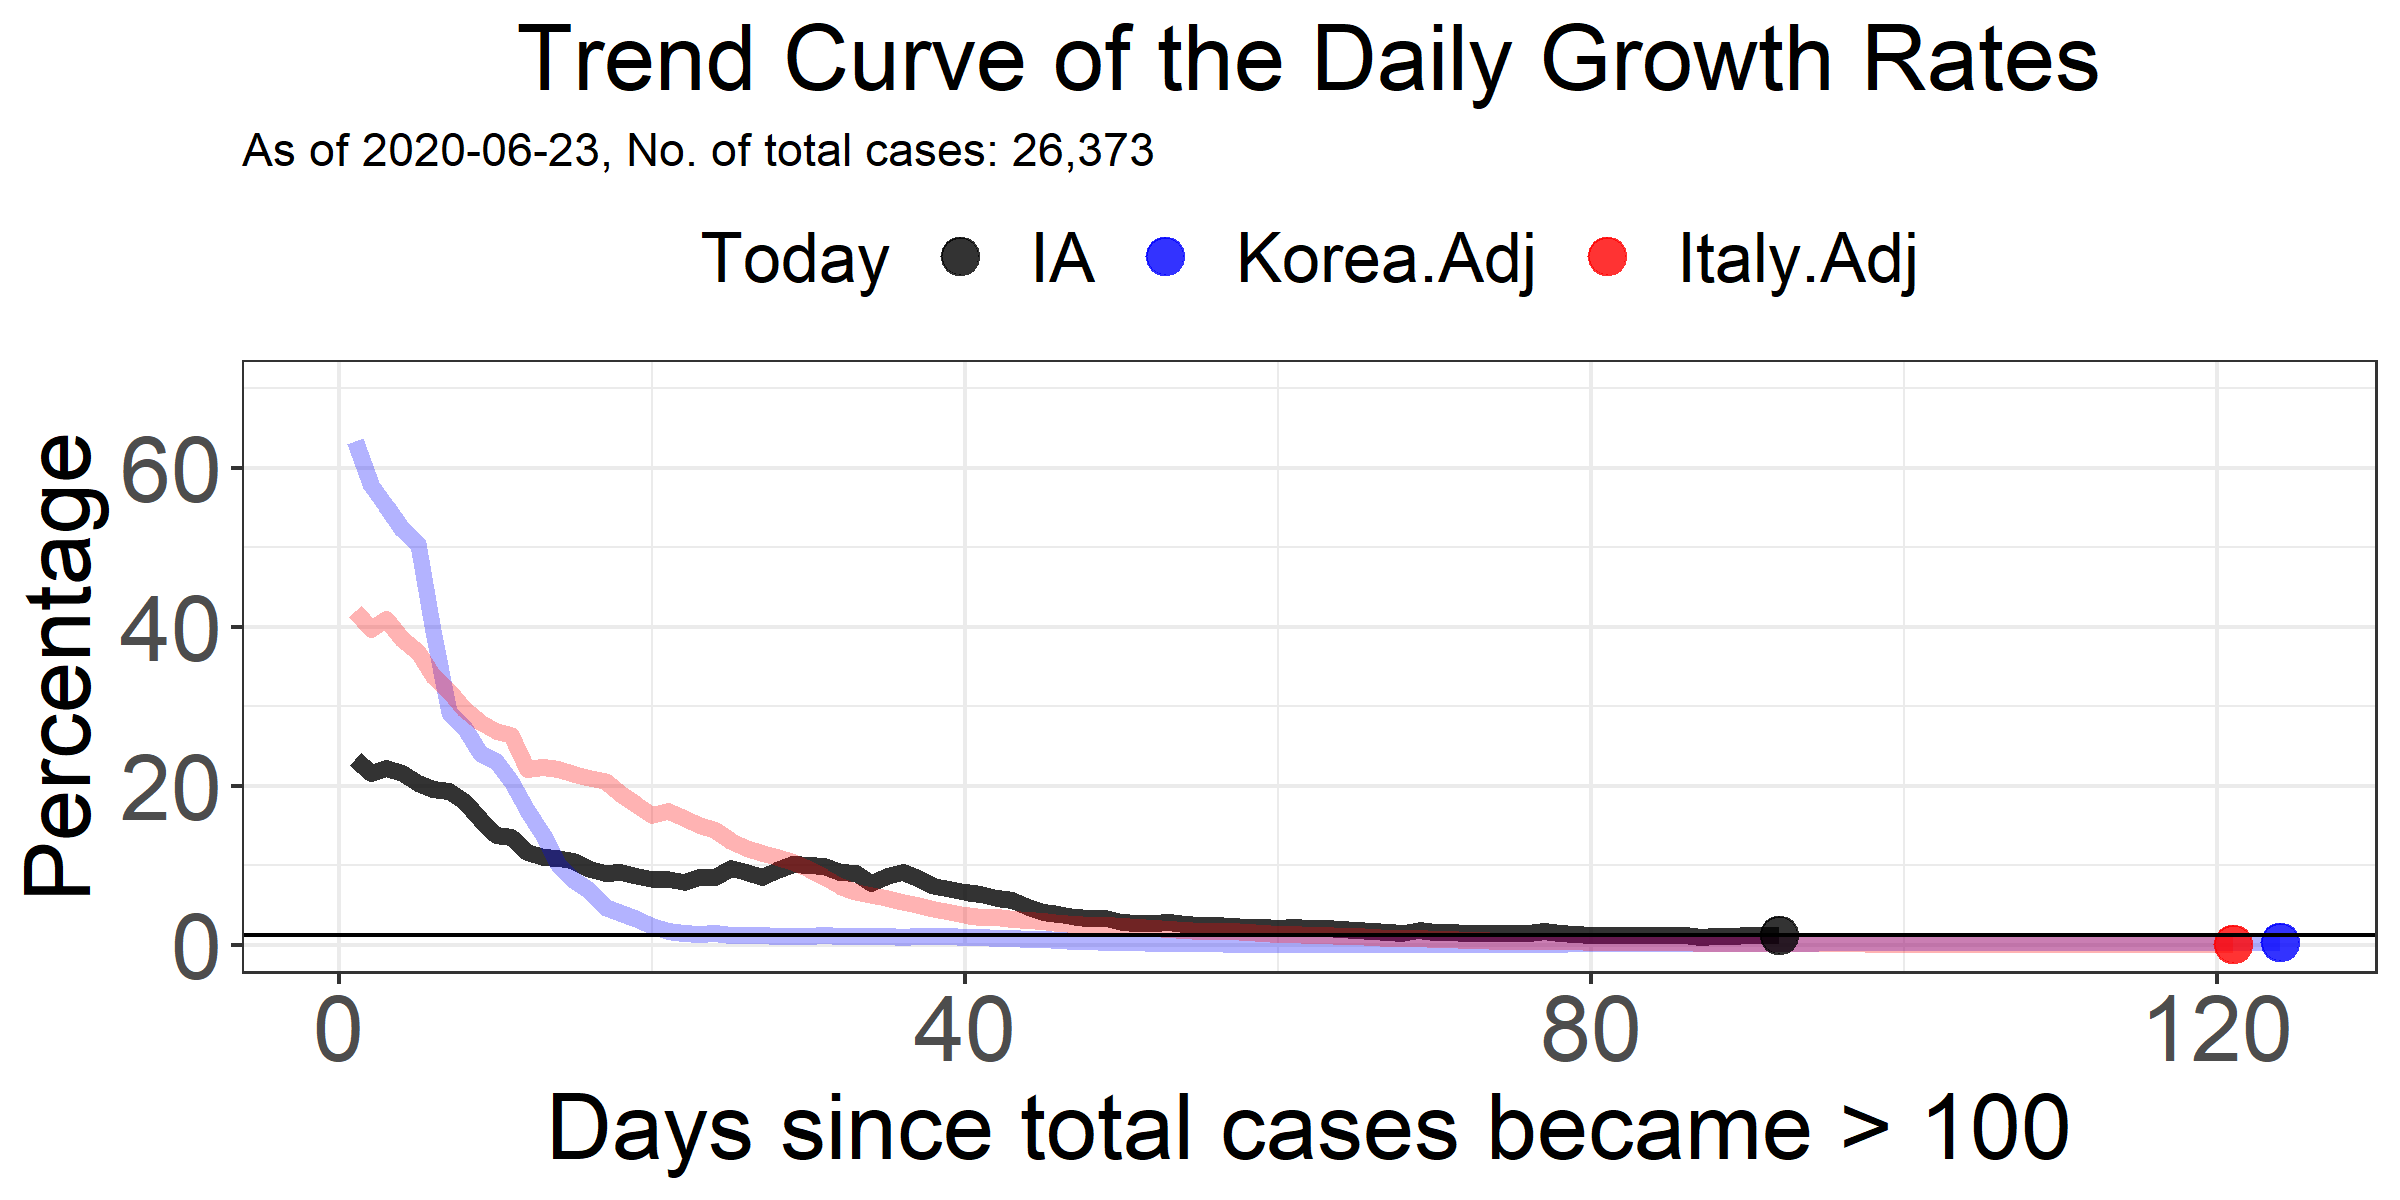 Trend Curve of the Daily Growth Rates
As of 2020-06-23, No. of total cases: 26,373
Today IA Korea.Adj Italy.Adj
Percentage
60
40
20
0
0 40 80 120
Days since total cases became > 100